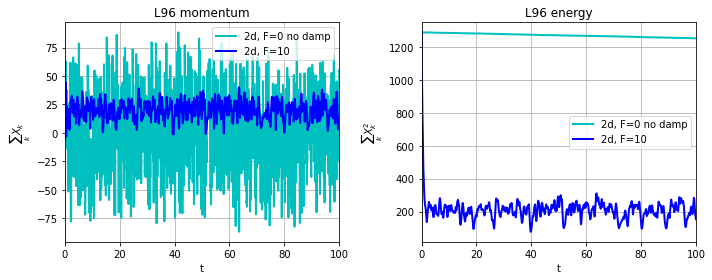 L96 momentum
2d, F=0 no damp
2d, F=10
75
50
25
0
−25
−50
−75
∑ Xₖ
k
0 20 40 60 80 100
t
L96 energy
2d, F=0 no damp
2d, F=10
1200
1000
800
600
400
200
∑ Xₖ²
k
0 20 40 60 80 100
t